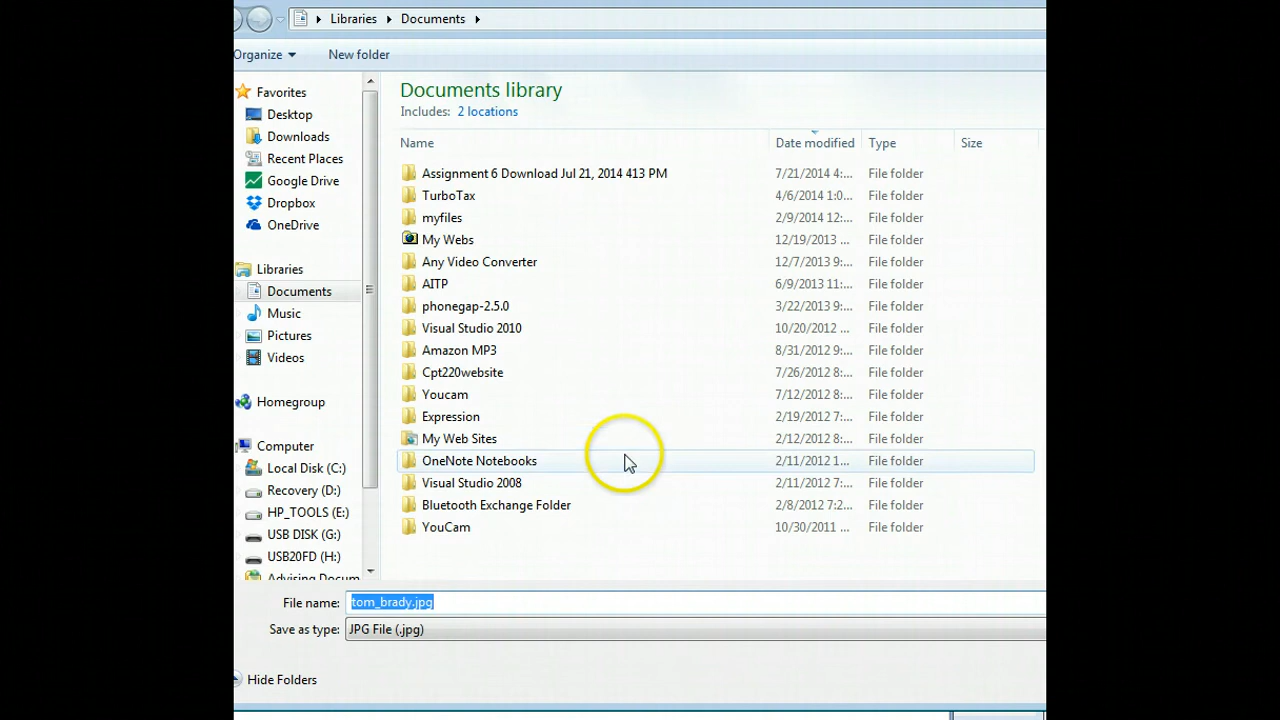 Libraries Documents
Organize New folder
Favorites
Desktop
Downloads
Recent Places
Google Drive
Dropbox
OneDrive
Libraries
Documents
Music
Pictures
Videos
Homegroup
Computer
Local Disk (C:)
Recovery (D:)
HP_TOOLS (E:)
USB DISK (G:)
USB20FD (H:)
Advising Docum
Documents library
Includes: 2 locations
Name Date modified Type Size
Assignment 6 Download Jul 21, 2014 413 PM 7/21/2014 4:... File folder
TurboTax 4/6/2014 1:0... File folder
myfiles 2/9/2014 12:... File folder
My Webs 12/19/2013 ... File folder
Any Video Converter 12/7/2013 9:... File folder
AITP 6/9/2013 11:... File folder
phonegap-2.5.0 3/22/2013 9:... File folder
Visual Studio 2010 10/20/2012 ... File folder
Amazon MP3 8/31/2012 9:... File folder
Cpt220website 7/26/2012 8:... File folder
Youcam 7/12/2012 8:... File folder
Expression 2/19/2012 7:... File folder
My Web Sites 2/12/2012 8:... File folder
OneNote Notebooks 2/11/2012 1... File folder
Visual Studio 2008 2/11/2012 7:... File folder
Bluetooth Exchange Folder 2/8/2012 7:2... File folder
YouCam 10/30/2011 ... File folder
File name: tom_brady.jpg
Save as type: JPG File (.jpg)
Hide Folders